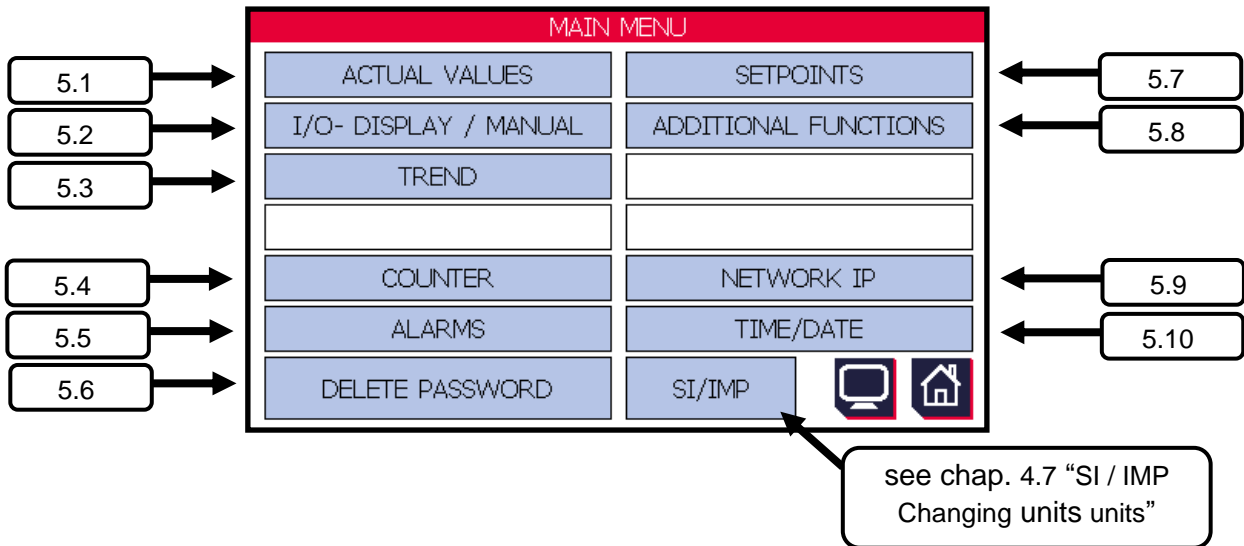 MAIN MENU
5.1
ACTUAL VALUES
SETPOINTS
5.7
5.2
I/O- DISPLAY / MANUAL
ADDITIONAL FUNCTIONS
5.8
5.3
TREND
5.4
COUNTER
NETWORK IP
5.9
5.5
ALARMS
TIME/DATE
5.10
5.6
DELETE PASSWORD
SI/IMP
see chap. 4.7 “SI / IMP
Changing units units”